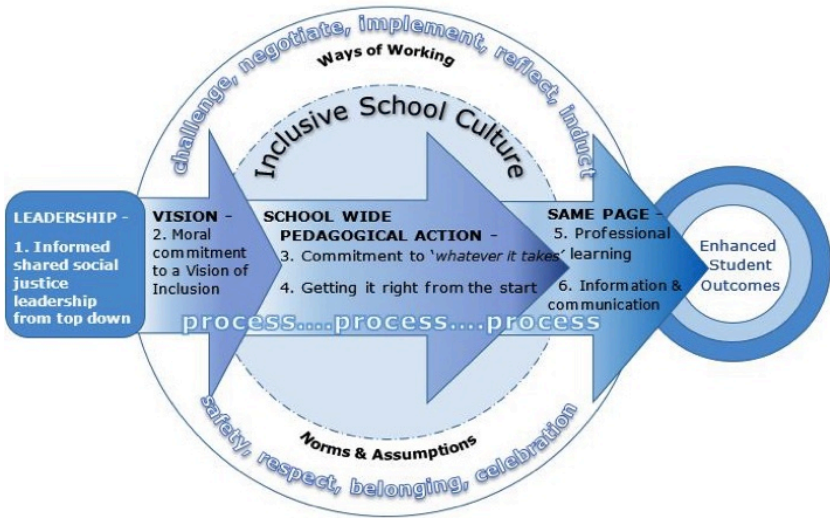 challenge, negotiate, implement, reflect, induct
Ways of Working
Inclusive School Culture
LEADERSHIP -
1. Informed
shared social
justice
leadership
from top down
VISION -
2. Moral
commitment
to a Vision of
Inclusion
SCHOOL WIDE
PEDAGOGICAL ACTION -
3. Commitment to ‘whatever it takes’
4. Getting it right from the start
SAME PAGE -
5. Professional
learning
6. Information &
communication
process....process....process
Enhanced
Student
Outcomes
Norms & Assumptions
safety, respect, belonging, celebration